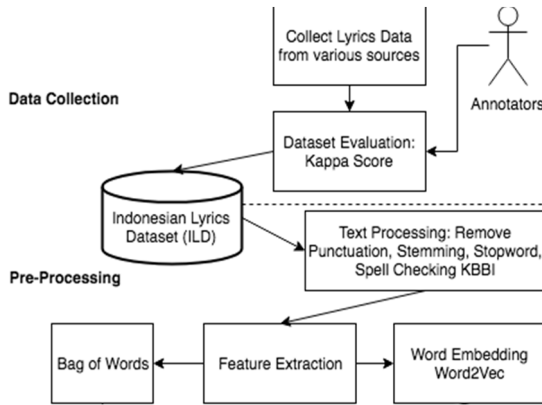 Collect Lyrics Data
from various sources
Annotators
Data Collection
Dataset Evaluation:
Kappa Score
Indonesian Lyrics
Dataset (ILD)
Text Processing: Remove
Punctuation, Stemming, Stopword,
Spell Checking KBBI
Pre-Processing
Bag of Words
Feature Extraction
Word Embedding
Word2Vec